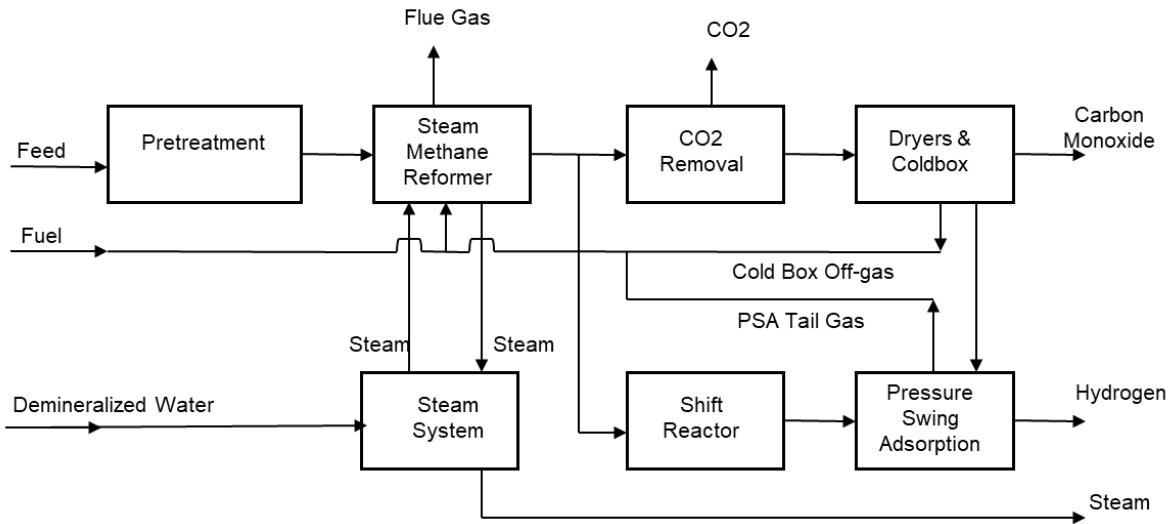 Flue Gas
CO2
Feed
Pretreatment
Steam
Methane
Reformer
CO2
Removal
Dryers &
Coldbox
Carbon
Monoxide
Fuel
Cold Box Off-gas
PSA Tail Gas
Steam
Steam
Demineralized Water
Steam
System
Shift
Reactor
Pressure
Swing
Adsorption
Hydrogen
Steam